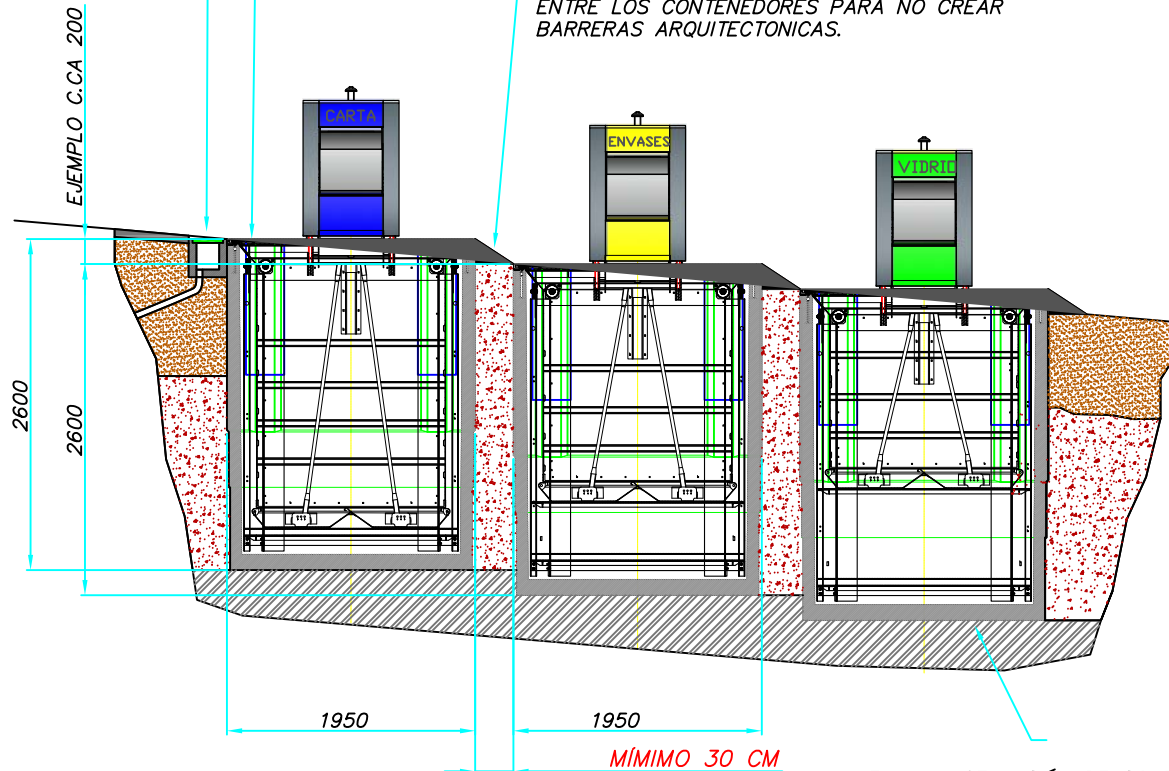 ENTRE LOS CONTENEDORES PARA NO CREAR
BARRERAS ARQUITECTONICAS.
EJEMPLO C.CA 200
CARTA
ENVASES
VIDRIO
2600
2600
1950
1950
MÍMIMO 30 CM